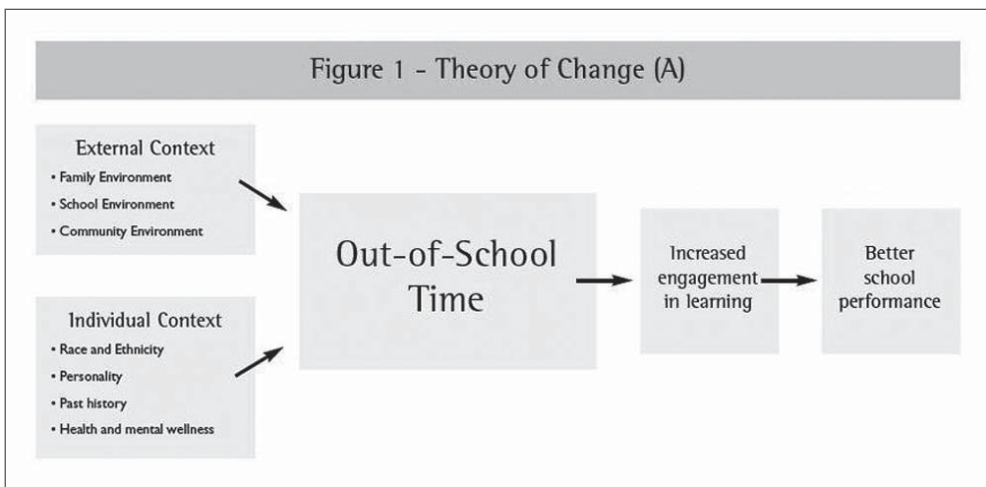 Figure 1 - Theory of Change (A)
External Context
• Family Environment
• School Environment
• Community Environment
Individual Context
• Race and Ethnicity
• Personality
• Past history
• Health and mental wellness
Out-of-School
Time
Increased
engagement
in learning
Better
school
performance